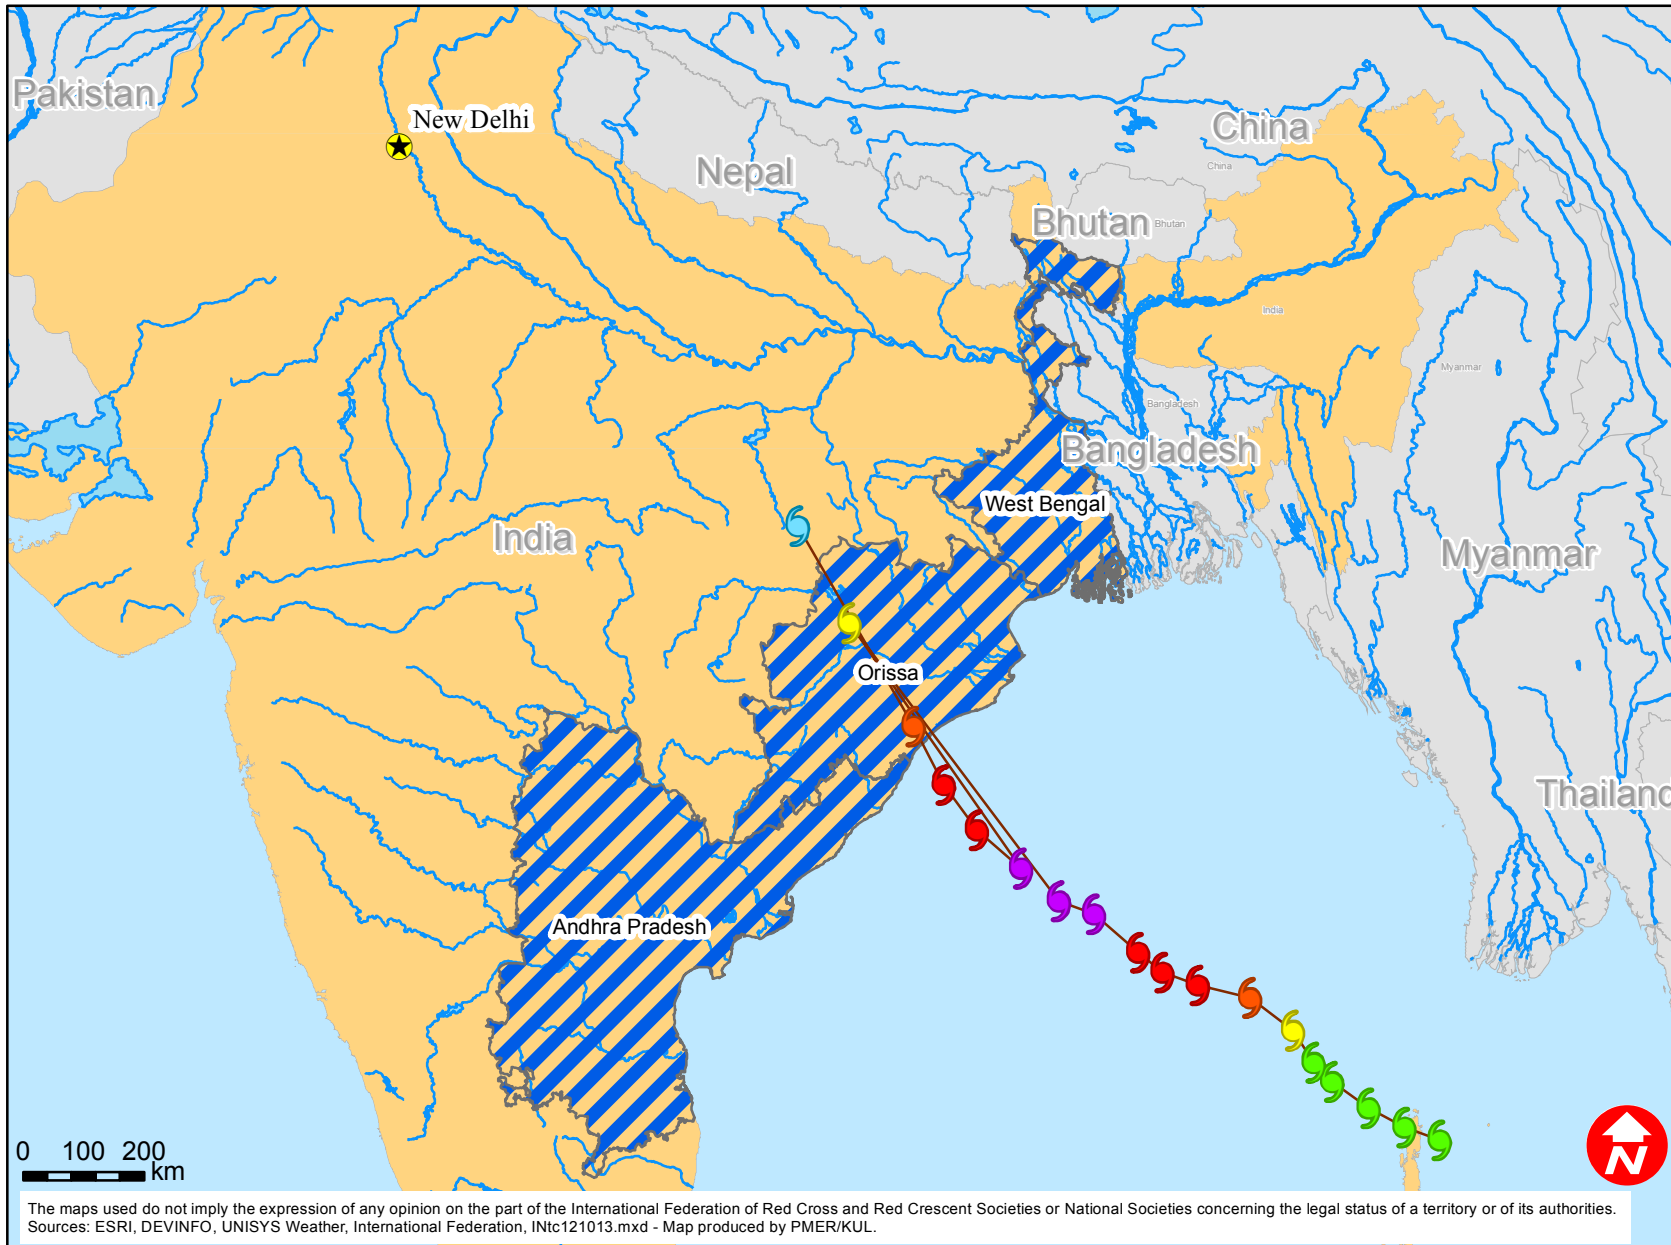 Pakistan
New Delhi
China
China
Nepal
Bhutan
Bhutan
India
Myanmar
Bangladesh
Bangladesh
West Bengal
India
Myanmar
Orissa
Thailand
Andhra Pradesh
0 100 200
km
N
The maps used do not imply the expression of any opinion on the part of the International Federation of Red Cross and Red Crescent Societies or National Societies concerning the legal status of a territory or of its authorities.
Sources: ESRI, DEVINFO, UNISYS Weather, International Federation, INtc121013.mxd - Map produced by PMER/KUL.